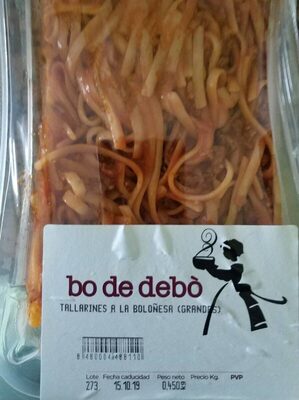 bo de debò
TALLARINES A LA BOLOÑESA (GRANDES)
Lote Fecha caducidad Peso neto Precio Kg. PVP
273 15.10.19 0.450